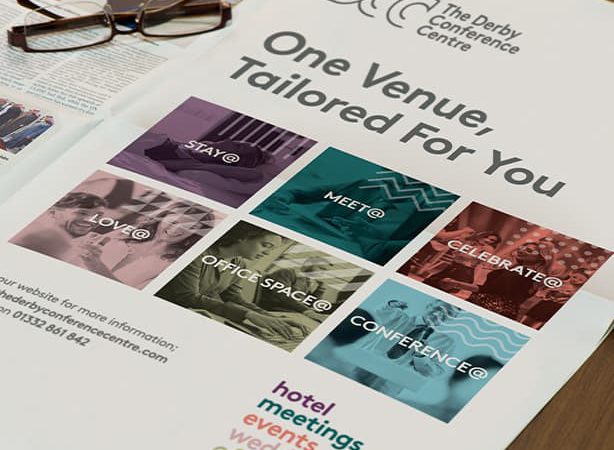 The Derby
Conference
Centre
One Venue,
Tailored For You
STAY@
MEET@
CELEBRATE@
LOVE@
OFFICE SPACE@
CONFERENCE@
our website for more information;
hederbyconferencecentre.com
on 01332 861 842
hotel
meetings
events